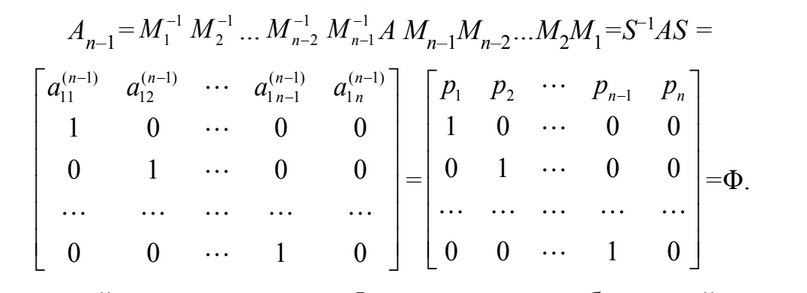 A_{n-1}=M_1^{-1} M_2^{-1} ... M_{n-2}^{-1} M_{n-1}^{-1} A M_{n-1}M_{n-2}...M_2M_1=S^{-1}AS =
a_{11}^{(n-1)} a_{12}^{(n-1)} ⋯ a_{1n-1}^{(n-1)} a_{1n}^{(n-1)} p_1 p_2 ⋯ p_{n-1} p_n
1 0 ⋯ 0 0 1 0 ⋯ 0 0
0 1 ⋯ 0 0 = 0 1 ⋯ 0 0 =Φ.
⋯ ⋯ ⋯ ⋯ ⋯ ⋯ ⋯ ⋯ ⋯ ⋯
0 0 ⋯ 1 0 0 0 ⋯ 1 0